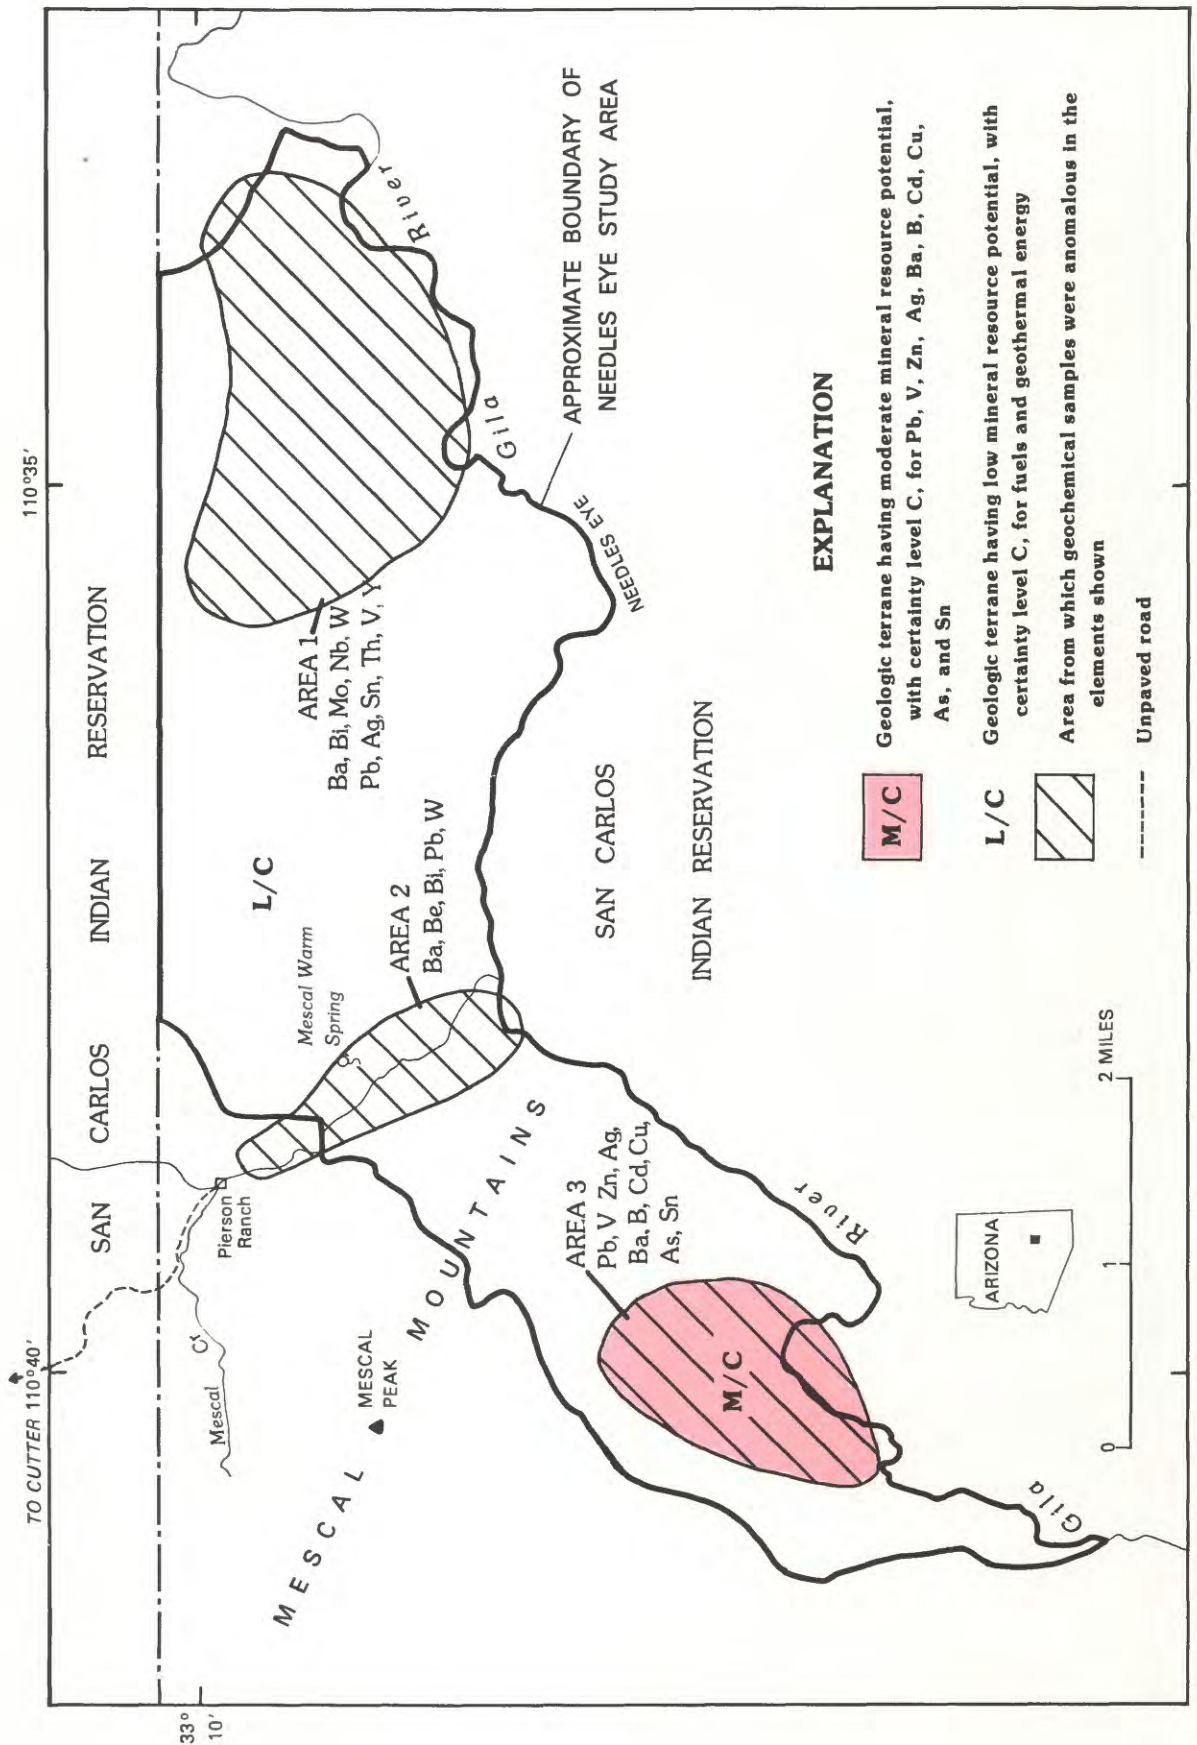 TO CUTTER 110°40'
110°35'
33°
10'
SAN CARLOS INDIAN RESERVATION
Mescal Cr
Pierson
Ranch
MESCAL
PEAK
MESCAL MOUNTAINS
Mescal Warm
Spring
L/C
AREA 1
Ba, Bi, Mo, Nb, W
Pb, Ag, Sn, Th, V, Y
AREA 2
Ba, Be, Bi, Pb, W
AREA 3
Pb, V Zn, Ag,
Ba, B, Cd, Cu,
As, Sn
M/C
Gila River
NEEDLES EYE
APPROXIMATE BOUNDARY OF
NEEDLES EYE STUDY AREA
SAN CARLOS
INDIAN RESERVATION
Gila River
ARIZONA
0 1 2 MILES
EXPLANATION
M/C
Geologic terrane having moderate mineral resource potential,
with certainty level C, for Pb, V, Zn, Ag, Ba, B, Cd, Cu,
As, and Sn
L/C
Geologic terrane having low mineral resource potential, with
certainty level C, for fuels and geothermal energy
Area from which geochemical samples were anomalous in the
elements shown
Unpaved road